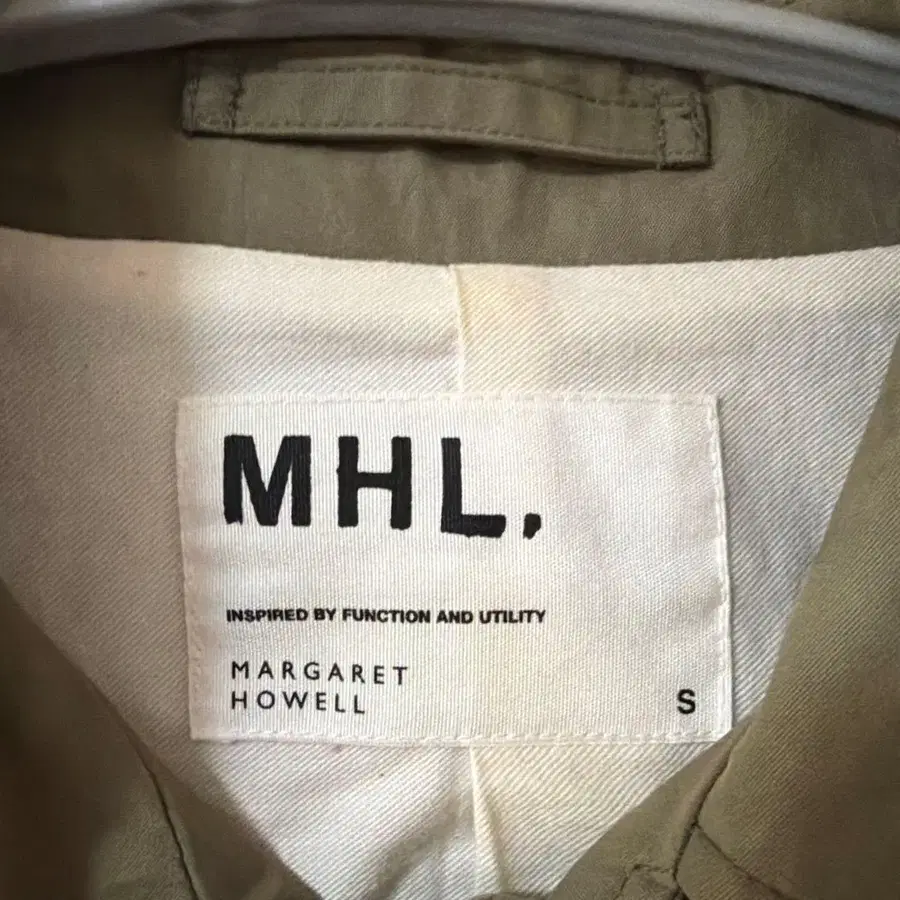 MHL.
INSPIRED BY FUNCTION AND UTILITY
MARGARET
HOWELL
S